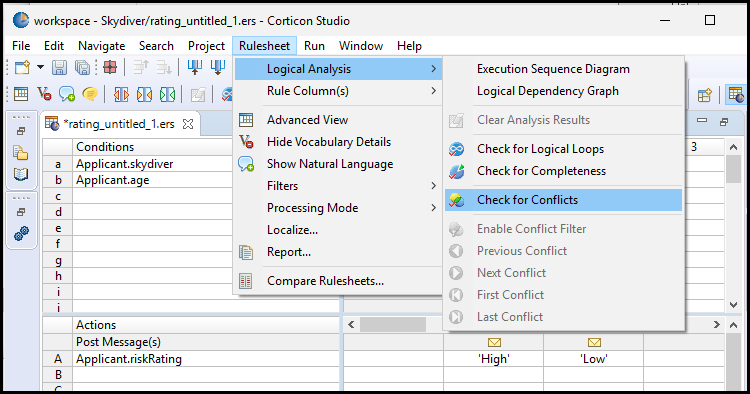 workspace - Skydiver/rating_untitled_1.ers - Corticon Studio
File Edit Navigate Search Project Rulesheet Run Window Help
Logical Analysis
Rule Column(s)
Advanced View
Hide Vocabulary Details
Show Natural Language
Filters
Processing Mode
Localize...
Report...
Compare Rulesheets...
Execution Sequence Diagram
Logical Dependency Graph
Clear Analysis Results
Check for Logical Loops
Check for Completeness
Check for Conflicts
Enable Conflict Filter
Previous Conflict
Next Conflict
First Conflict
Last Conflict
*rating_untitled_1.ers
Conditions 3
a Applicant.skydiver
b Applicant.age
c
d
e
f
g
h
i
Actions
Post Message(s)
A Applicant.riskRating 'High' 'Low'
B